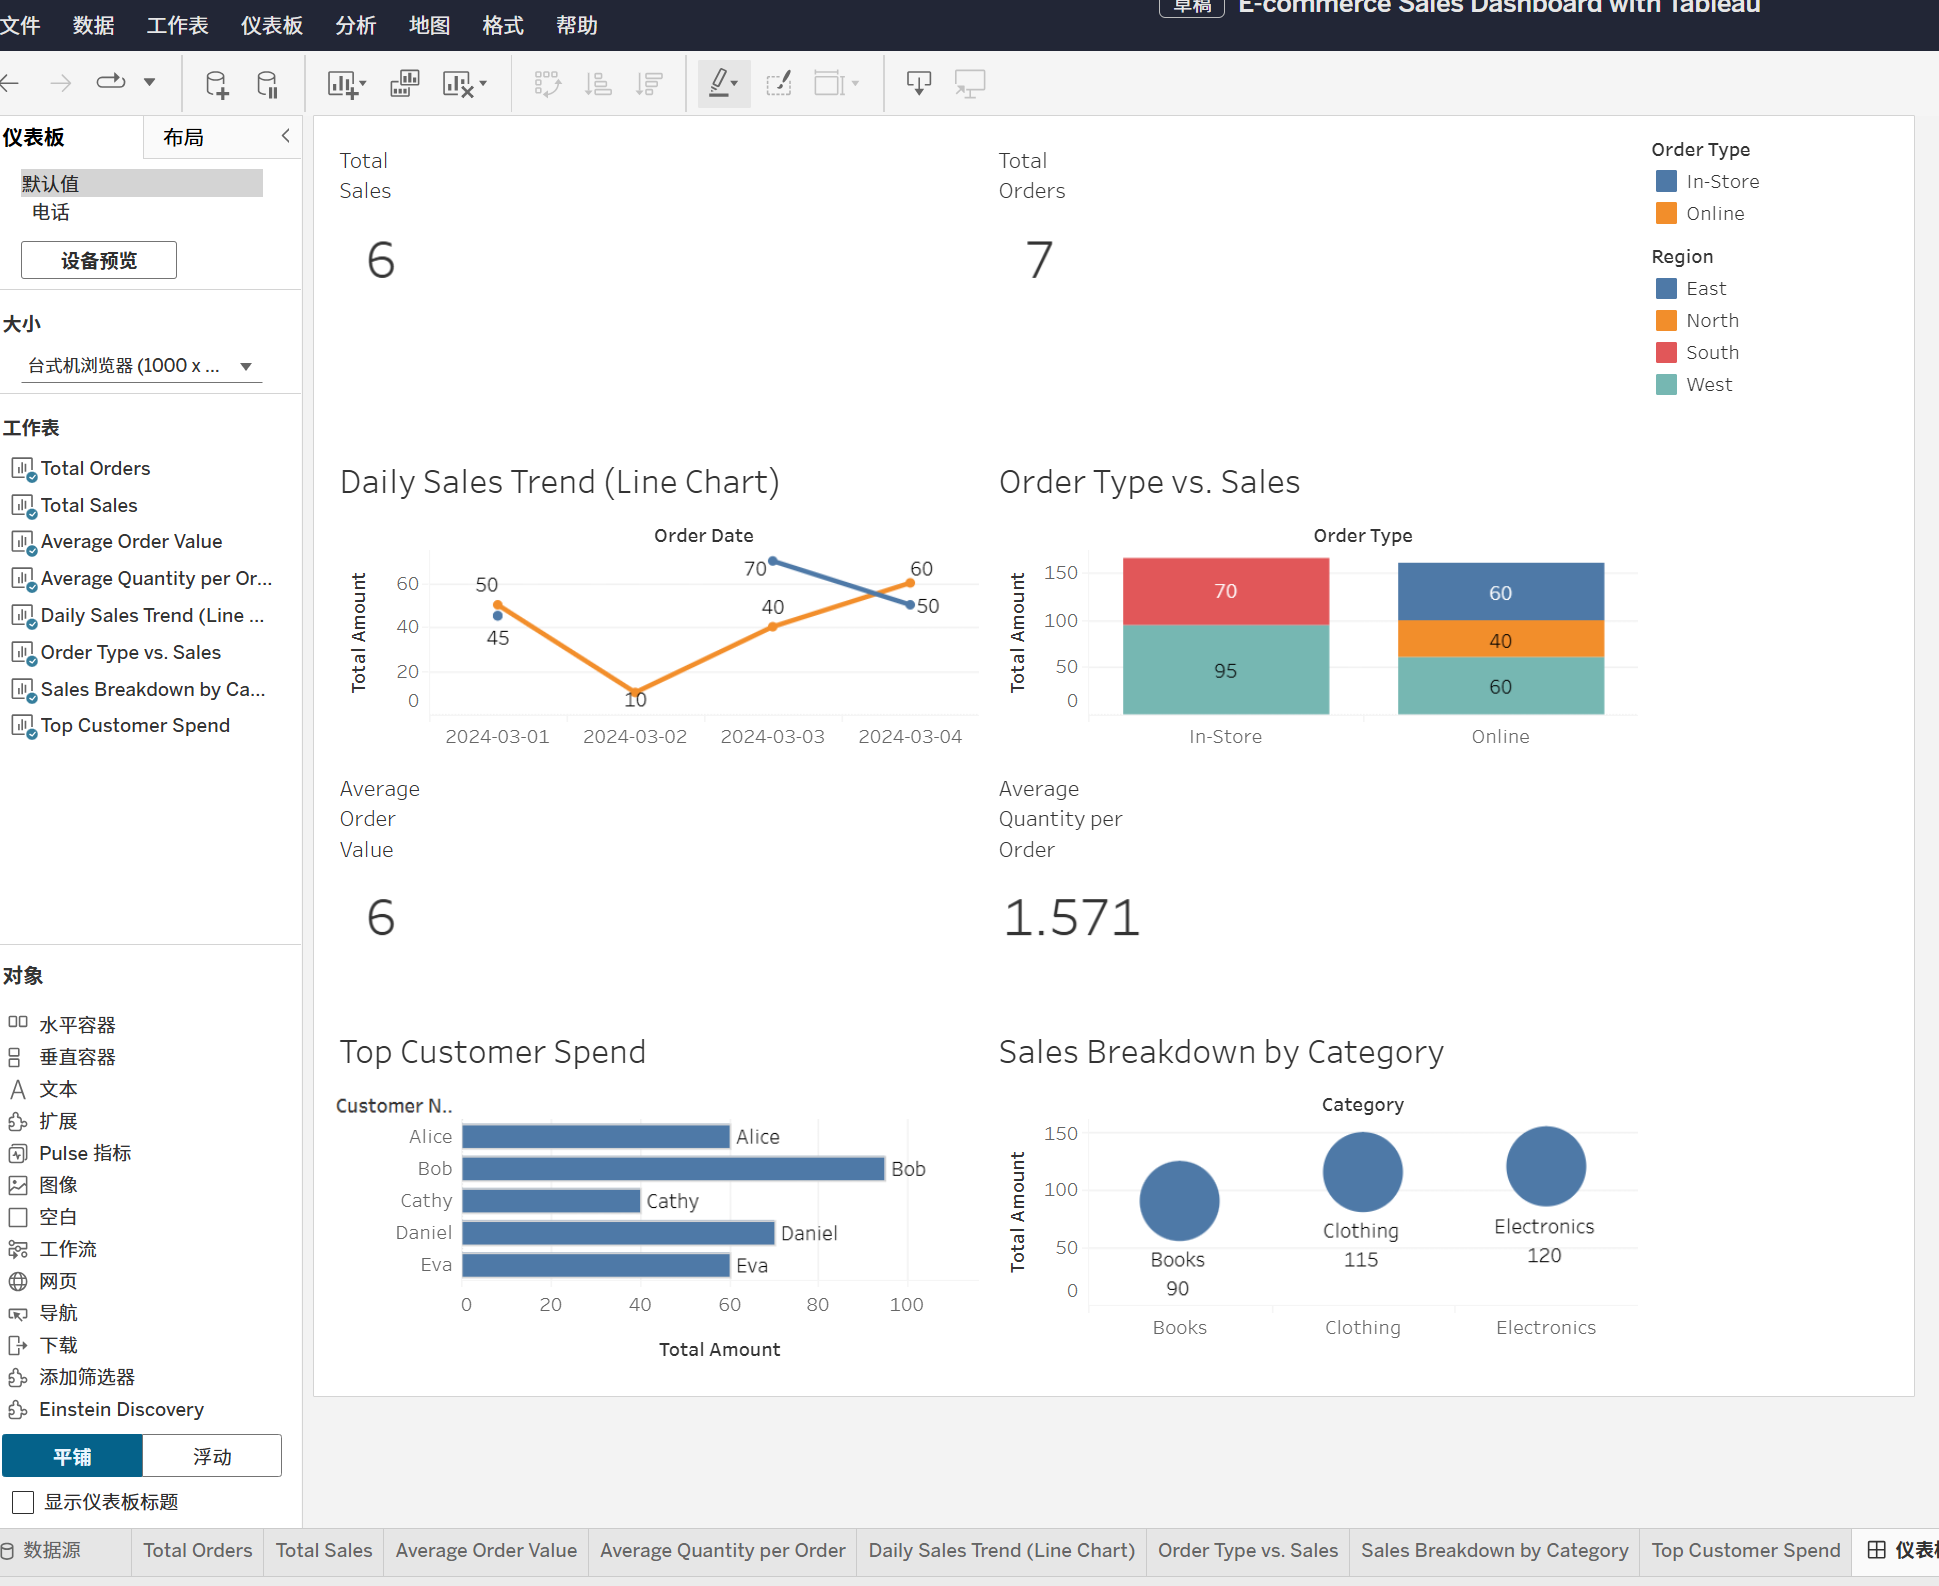 文件 数据 工作表 仪表板 分析 地图 格式 帮助
草稿 E-commerce Sales Dashboard with Tableau
仪表板 布局
默认值
电话
设备预览
大小
台式机浏览器 (1000 x ...
工作表
Total Orders
Total Sales
Average Order Value
Average Quantity per Or...
Daily Sales Trend (Line ...
Order Type vs. Sales
Sales Breakdown by Ca...
Top Customer Spend
对象
水平容器
垂直容器
文本
扩展
Pulse 指标
图像
空白
工作流
网页
导航
下载
添加筛选器
Einstein Discovery
平铺 浮动
显示仪表板标题
Total
Sales
6
Total
Orders
7
Order Type
In-Store
Online
Region
East
North
South
West
Daily Sales Trend (Line Chart)
Order Date
Total Amount
60
40
20
0
50
45
10
70
40
60
50
2024-03-01 2024-03-02 2024-03-03 2024-03-04
Order Type vs. Sales
Order Type
Total Amount
150
100
50
0
70
95
60
40
60
In-Store Online
Average
Order
Value
6
Average
Quantity per
Order
1.571
Top Customer Spend
Customer N..
Alice Alice
Bob Bob
Cathy Cathy
Daniel Daniel
Eva Eva
0 20 40 60 80 100
Total Amount
Sales Breakdown by Category
Category
Total Amount
150
100
50
0
Books
90
Clothing
115
Electronics
120
Books Clothing Electronics
数据源 Total Orders Total Sales Average Order Value Average Quantity per Order Daily Sales Trend (Line Chart) Order Type vs. Sales Sales Breakdown by Category Top Customer Spend 仪表板